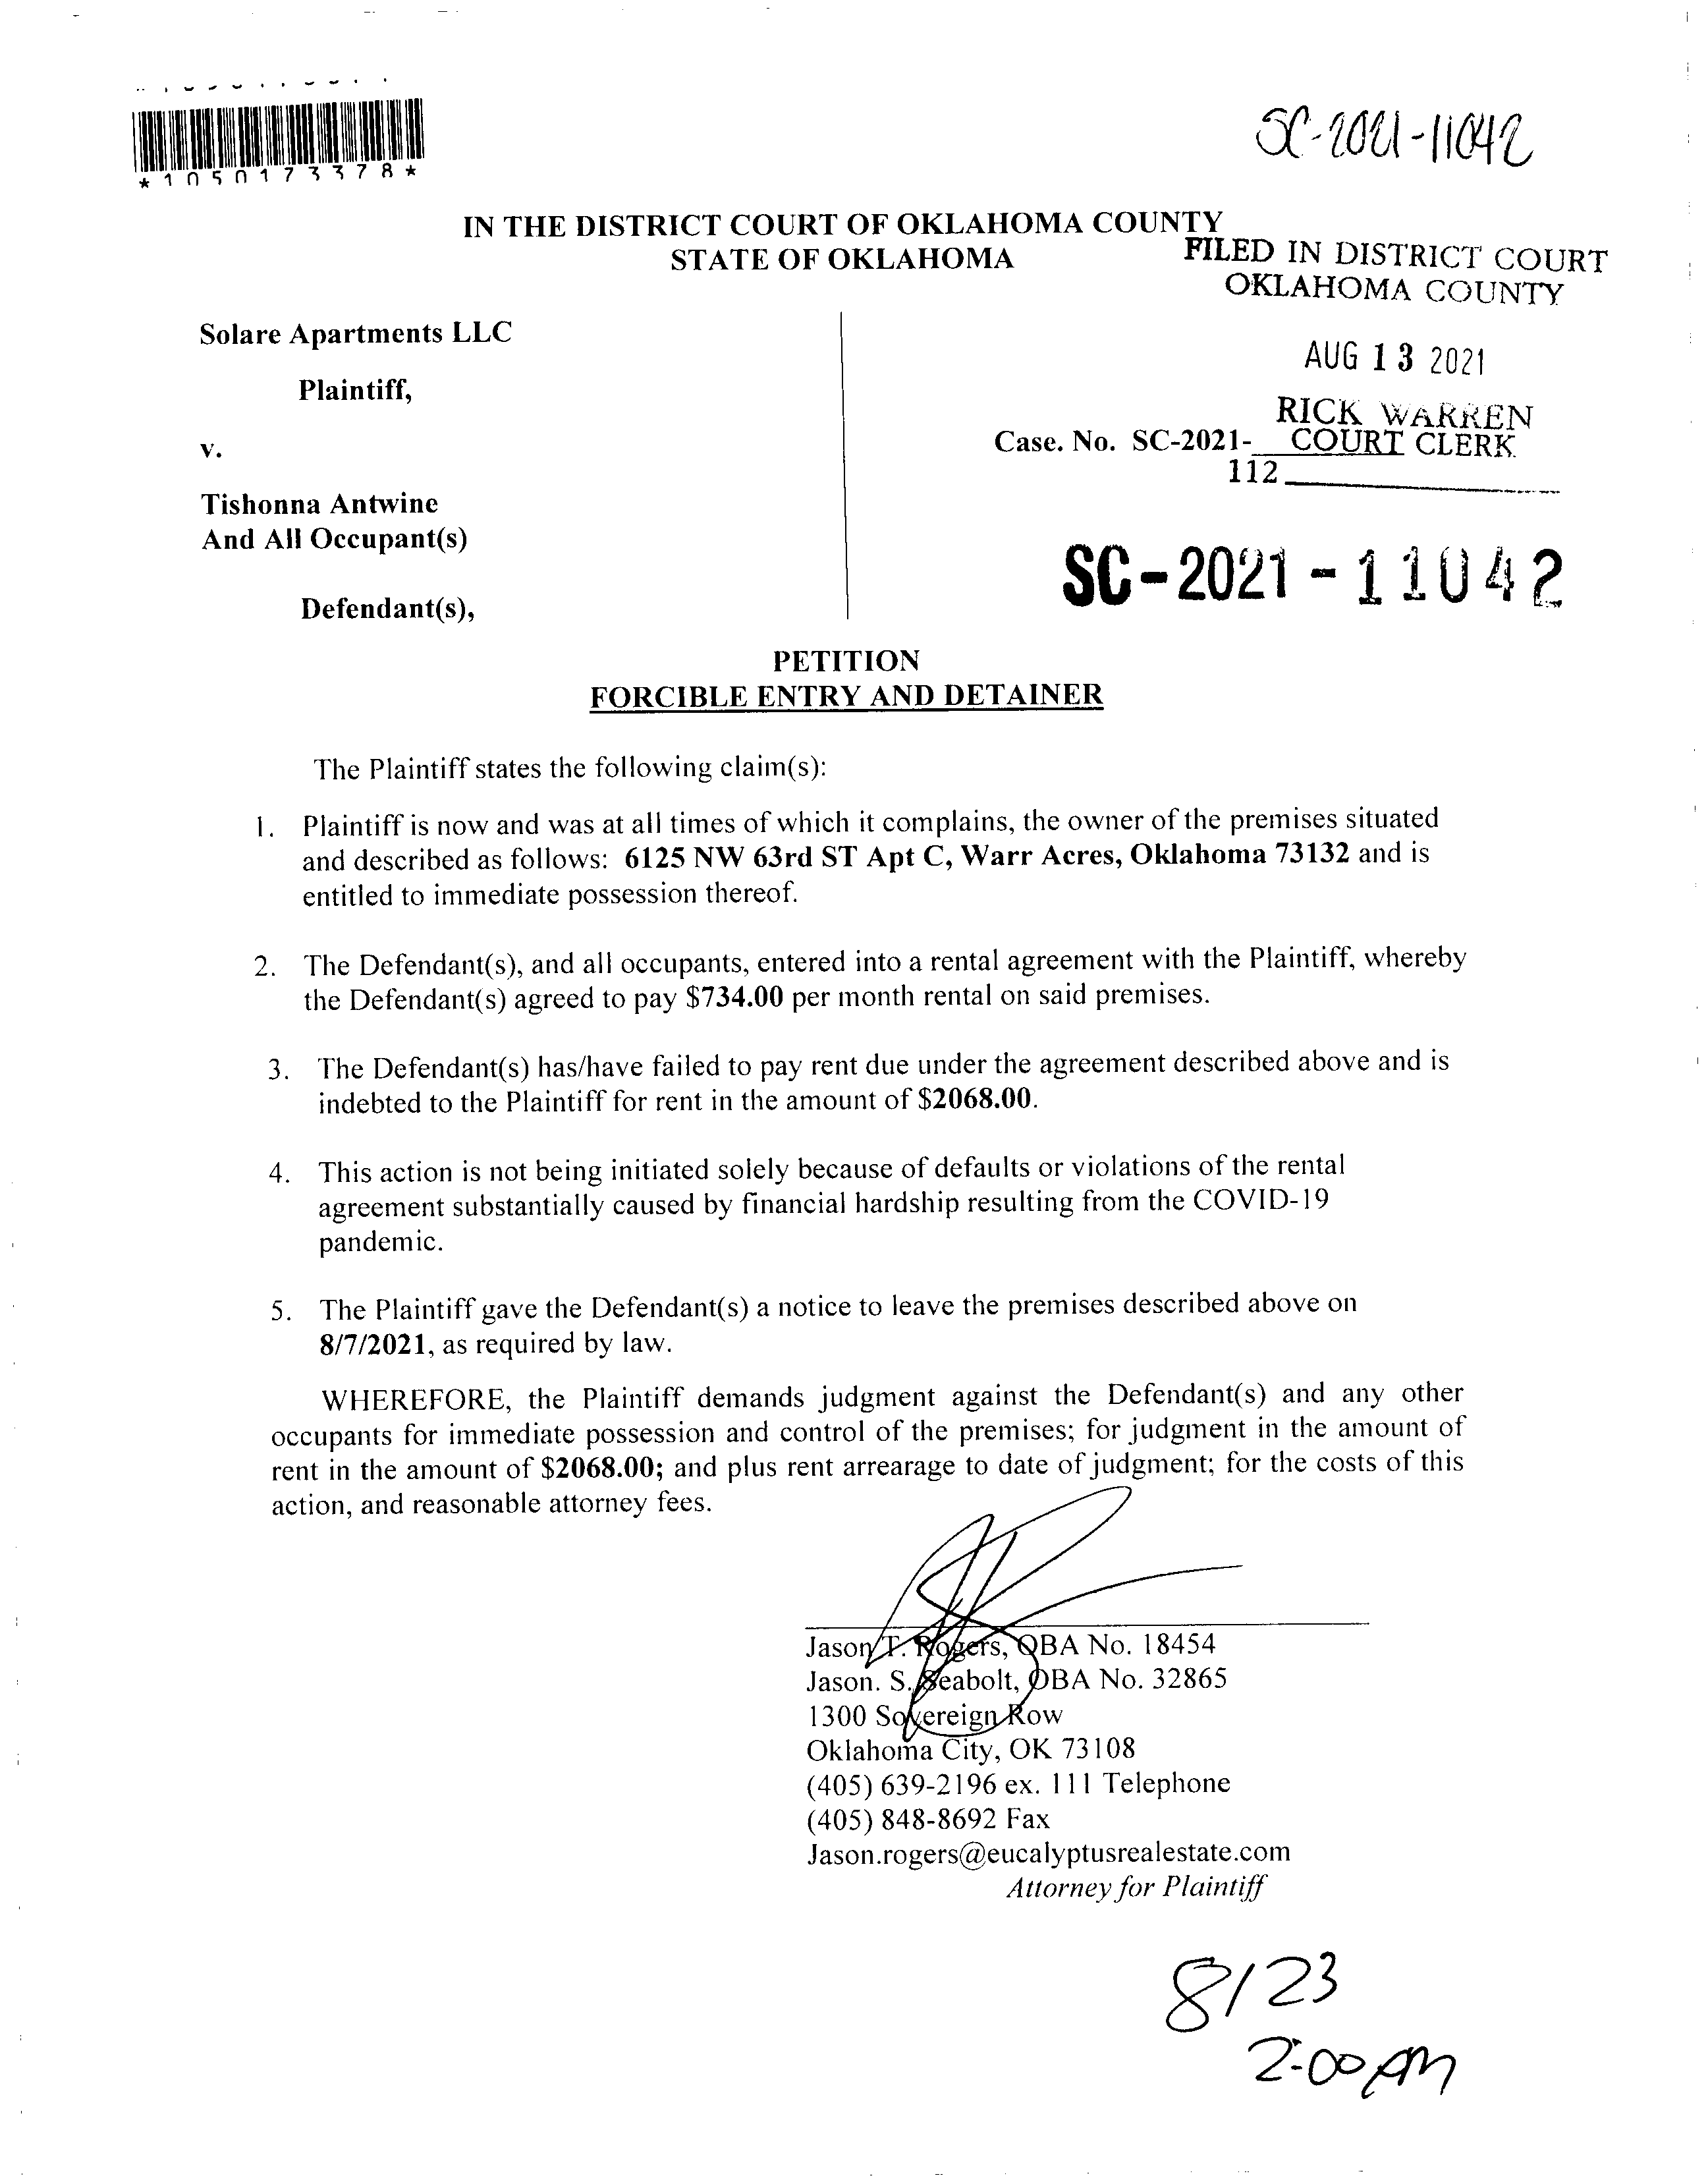 SC-2021-11042
*1050173378*
IN THE DISTRICT COURT OF OKLAHOMA COUNTY
STATE OF OKLAHOMA
FILED IN DISTRICT COURT
OKLAHOMA COUNTY
Solare Apartments LLC
AUG 13 2021
Plaintiff,
RICK WARREN
v.
Case. No. SC-2021- COURT CLERK
112
Tishonna Antwine
And All Occupant(s)
SC-2021-11042
Defendant(s),
PETITION
FORCIBLE ENTRY AND DETAINER
The Plaintiff states the following claim(s):
1. Plaintiff is now and was at all times of which it complains, the owner of the premises situated
and described as follows: 6125 NW 63rd ST Apt C, Warr Acres, Oklahoma 73132 and is
entitled to immediate possession thereof.
2. The Defendant(s), and all occupants, entered into a rental agreement with the Plaintiff, whereby
the Defendant(s) agreed to pay $734.00 per month rental on said premises.
3. The Defendant(s) has/have failed to pay rent due under the agreement described above and is
indebted to the Plaintiff for rent in the amount of $2068.00.
4. This action is not being initiated solely because of defaults or violations of the rental
agreement substantially caused by financial hardship resulting from the COVID-19
pandemic.
5. The Plaintiff gave the Defendant(s) a notice to leave the premises described above on
8/7/2021, as required by law.
WHEREFORE, the Plaintiff demands judgment against the Defendant(s) and any other
occupants for immediate possession and control of the premises; for judgment in the amount of
rent in the amount of $2068.00; and plus rent arrearage to date of judgment; for the costs of this
action, and reasonable attorney fees.
Jason T. Rogers, OBA No. 18454
Jason. S. Seabolt, OBA No. 32865
1300 Sovereign Row
Oklahoma City, OK 73108
(405) 639-2196 ex. 111 Telephone
(405) 848-8692 Fax
Jason.rogers@eucalyptusrealestate.com
Attorney for Plaintiff
8/23
2:00 PM